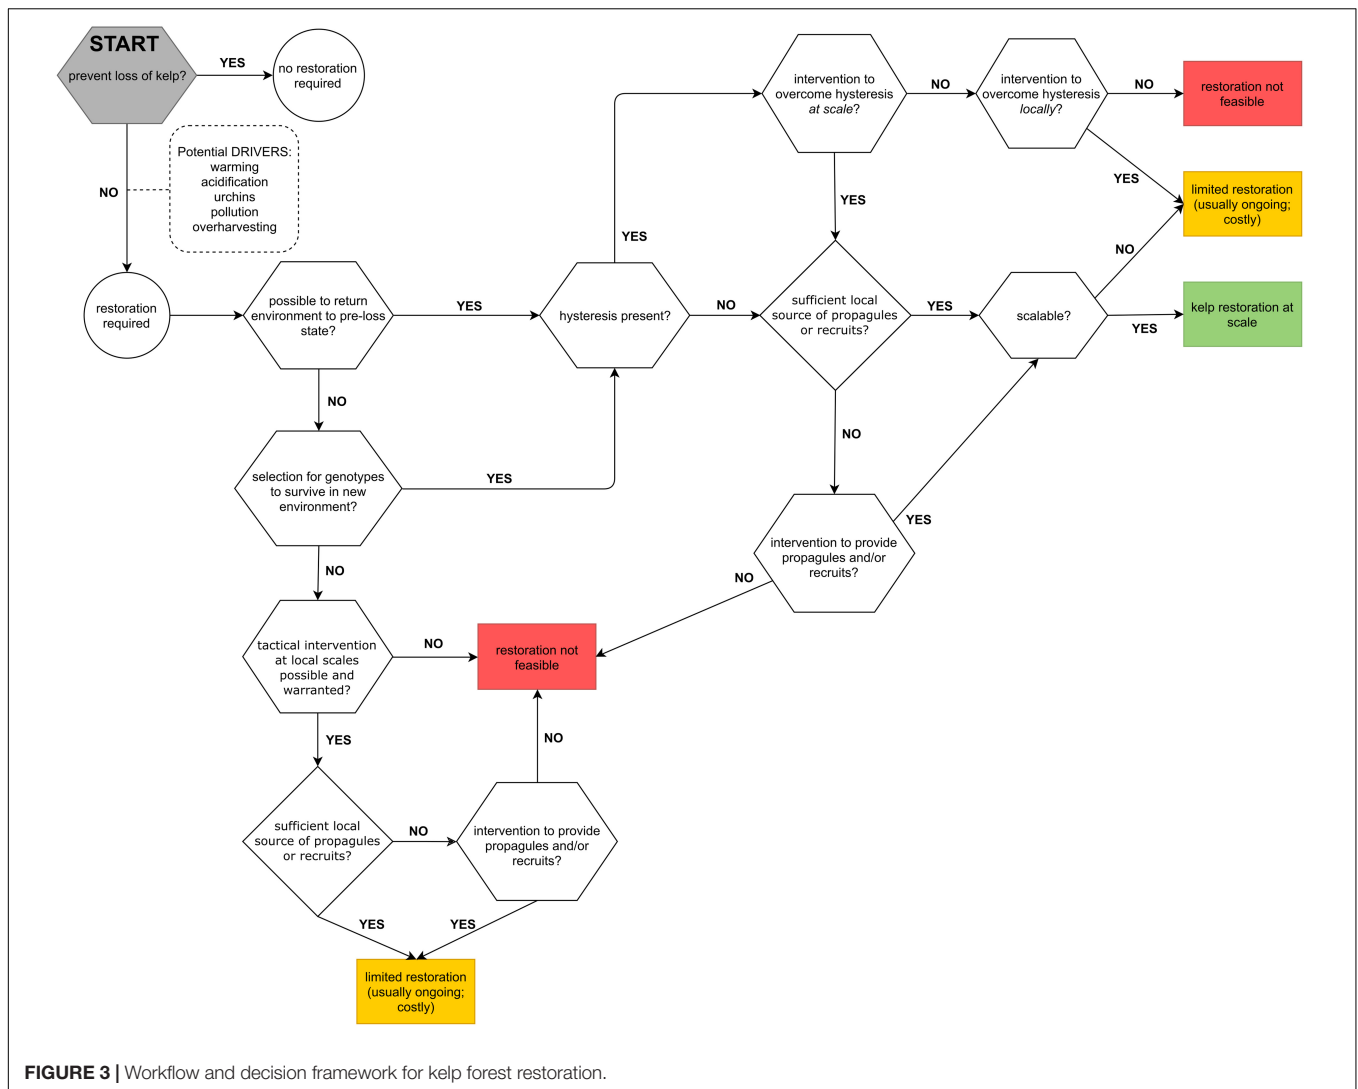 START
prevent loss of kelp?
YES
no restoration
required
NO
Potential DRIVERS:
warming
acidification
urchins
pollution
overharvesting
restoration
required
possible to return
environment to pre-loss
state?
YES
NO
selection for genotypes
to survive in new
environment?
YES
NO
tactical intervention
at local scales
possible and
warranted?
NO
YES
sufficient local
source of propagules
or recruits?
NO
YES
intervention to provide
propagules and/or
recruits?
NO
YES
restoration not
feasible
limited restoration
(usually ongoing;
costly)
hysteresis present?
YES
NO
intervention to
overcome hysteresis
at scale?
NO
YES
intervention to
overcome hysteresis
locally?
NO
YES
restoration not
feasible
limited restoration
(usually ongoing;
costly)
sufficient local
source of propagules
or recruits?
YES
NO
scalable?
NO
YES
kelp restoration at
scale
intervention to provide
propagules and/or
recruits?
YES
NO
FIGURE 3 | Workflow and decision framework for kelp forest restoration.